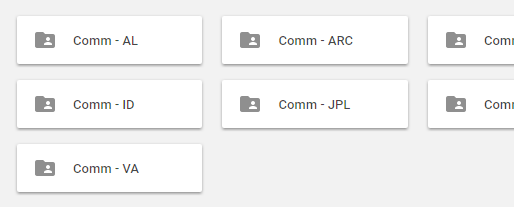 Comm - AL
Comm - ARC
Comm - ID
Comm - JPL
Comm - VA